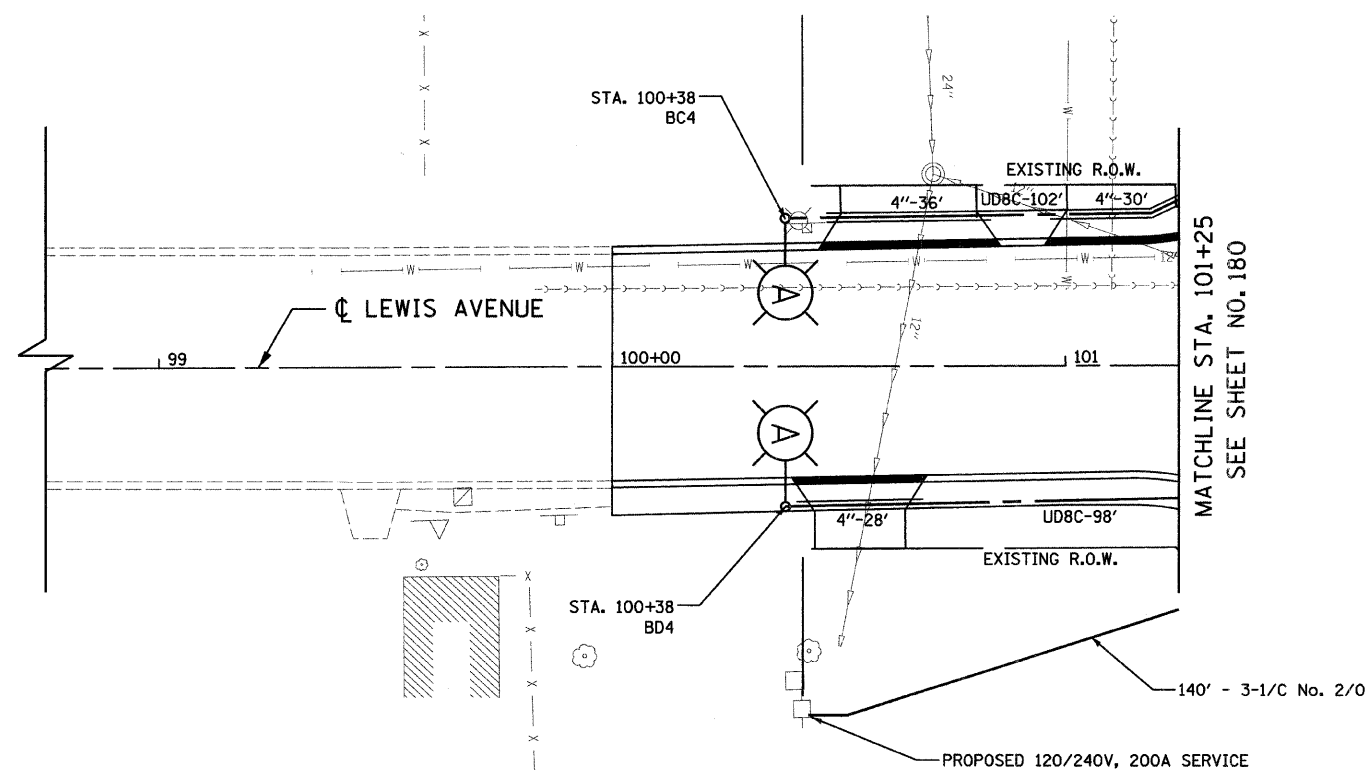 X
X
X
24"
STA. 100+38
BC4
W
EXISTING R.O.W.
12"
4"-36'
UD8C-102'
4"-30'
W
W
W
W
W
W
12"
A
MATCHLINE STA. 101+25
SEE SHEET NO. 180
℄ LEWIS AVENUE
12"
99
100+00
101
A
4"-28'
UD8C-98'
EXISTING R.O.W.
X
STA. 100+38
BD4
X
X
X
140' - 3-1/C No. 2/0
PROPOSED 120/240V, 200A SERVICE